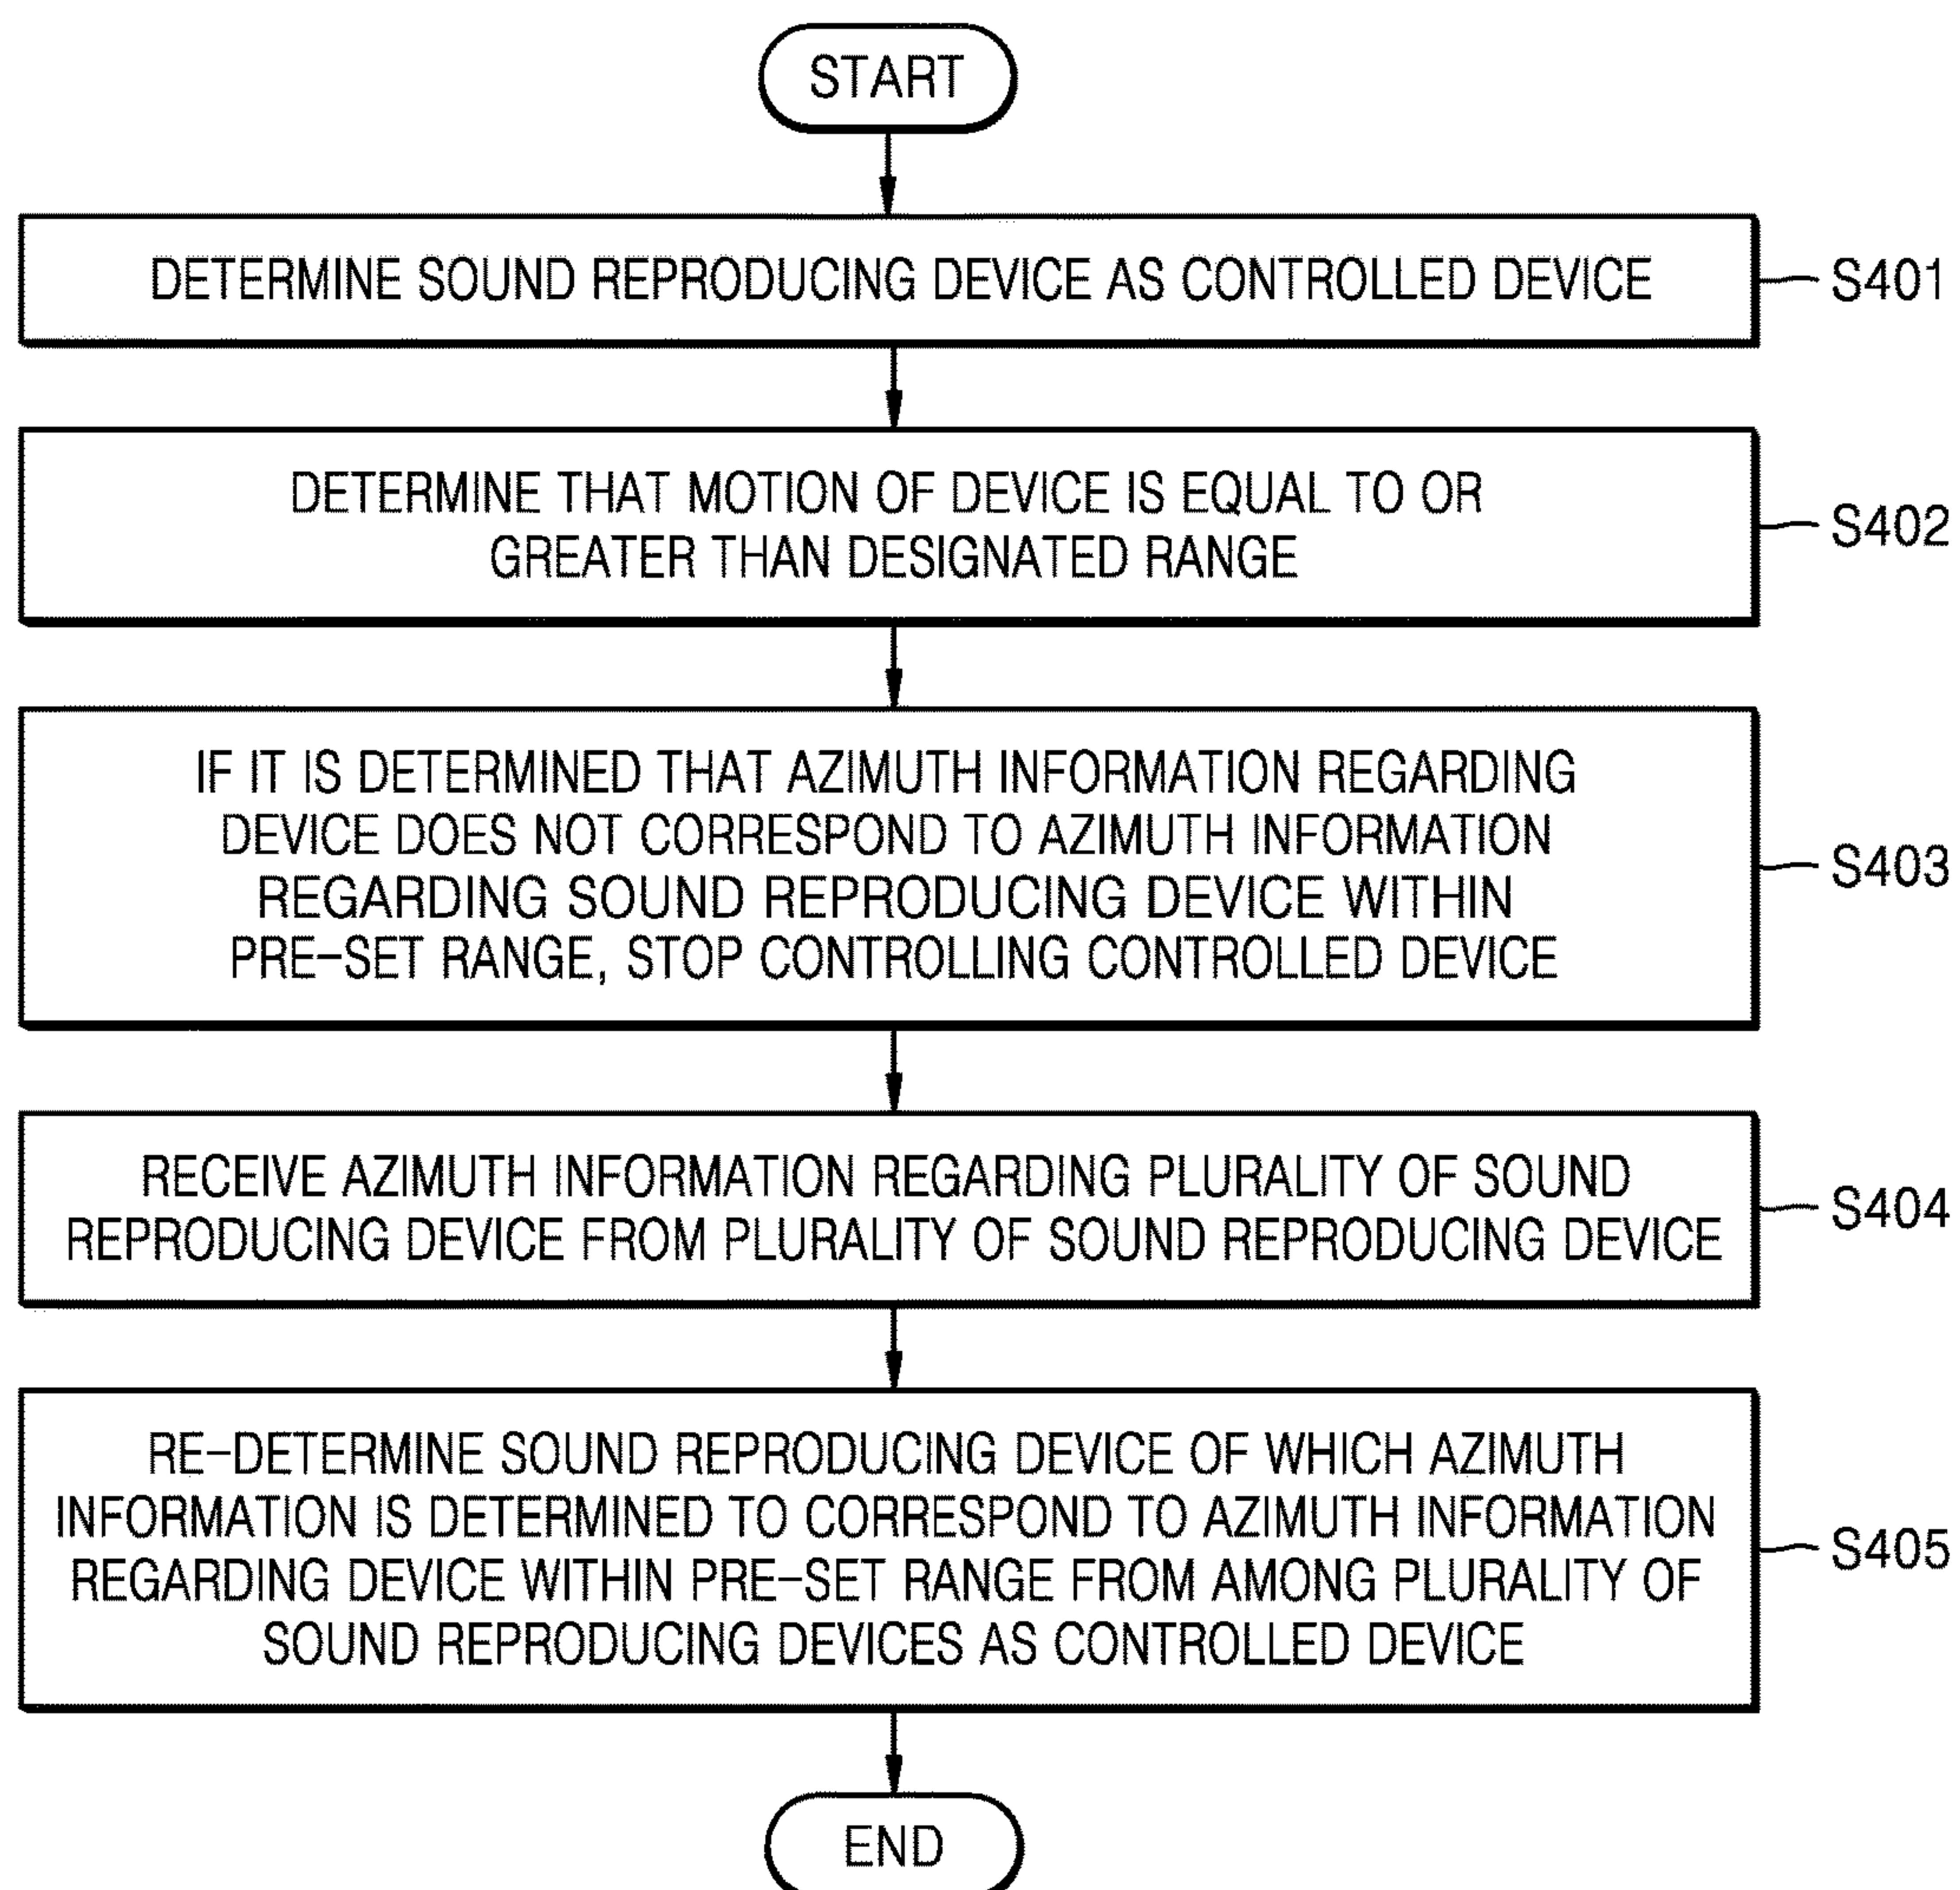 START
DETERMINE SOUND REPRODUCING DEVICE AS CONTROLLED DEVICE
S401
DETERMINE THAT MOTION OF DEVICE IS EQUAL TO OR
GREATER THAN DESIGNATED RANGE
S402
IF IT IS DETERMINED THAT AZIMUTH INFORMATION REGARDING
DEVICE DOES NOT CORRESPOND TO AZIMUTH INFORMATION
REGARDING SOUND REPRODUCING DEVICE WITHIN
PRE-SET RANGE, STOP CONTROLLING CONTROLLED DEVICE
S403
RECEIVE AZIMUTH INFORMATION REGARDING PLURALITY OF SOUND
REPRODUCING DEVICE FROM PLURALITY OF SOUND REPRODUCING DEVICE
S404
RE-DETERMINE SOUND REPRODUCING DEVICE OF WHICH AZIMUTH
INFORMATION IS DETERMINED TO CORRESPOND TO AZIMUTH INFORMATION
REGARDING DEVICE WITHIN PRE-SET RANGE FROM AMONG PLURALITY OF
SOUND REPRODUCING DEVICES AS CONTROLLED DEVICE
S405
END